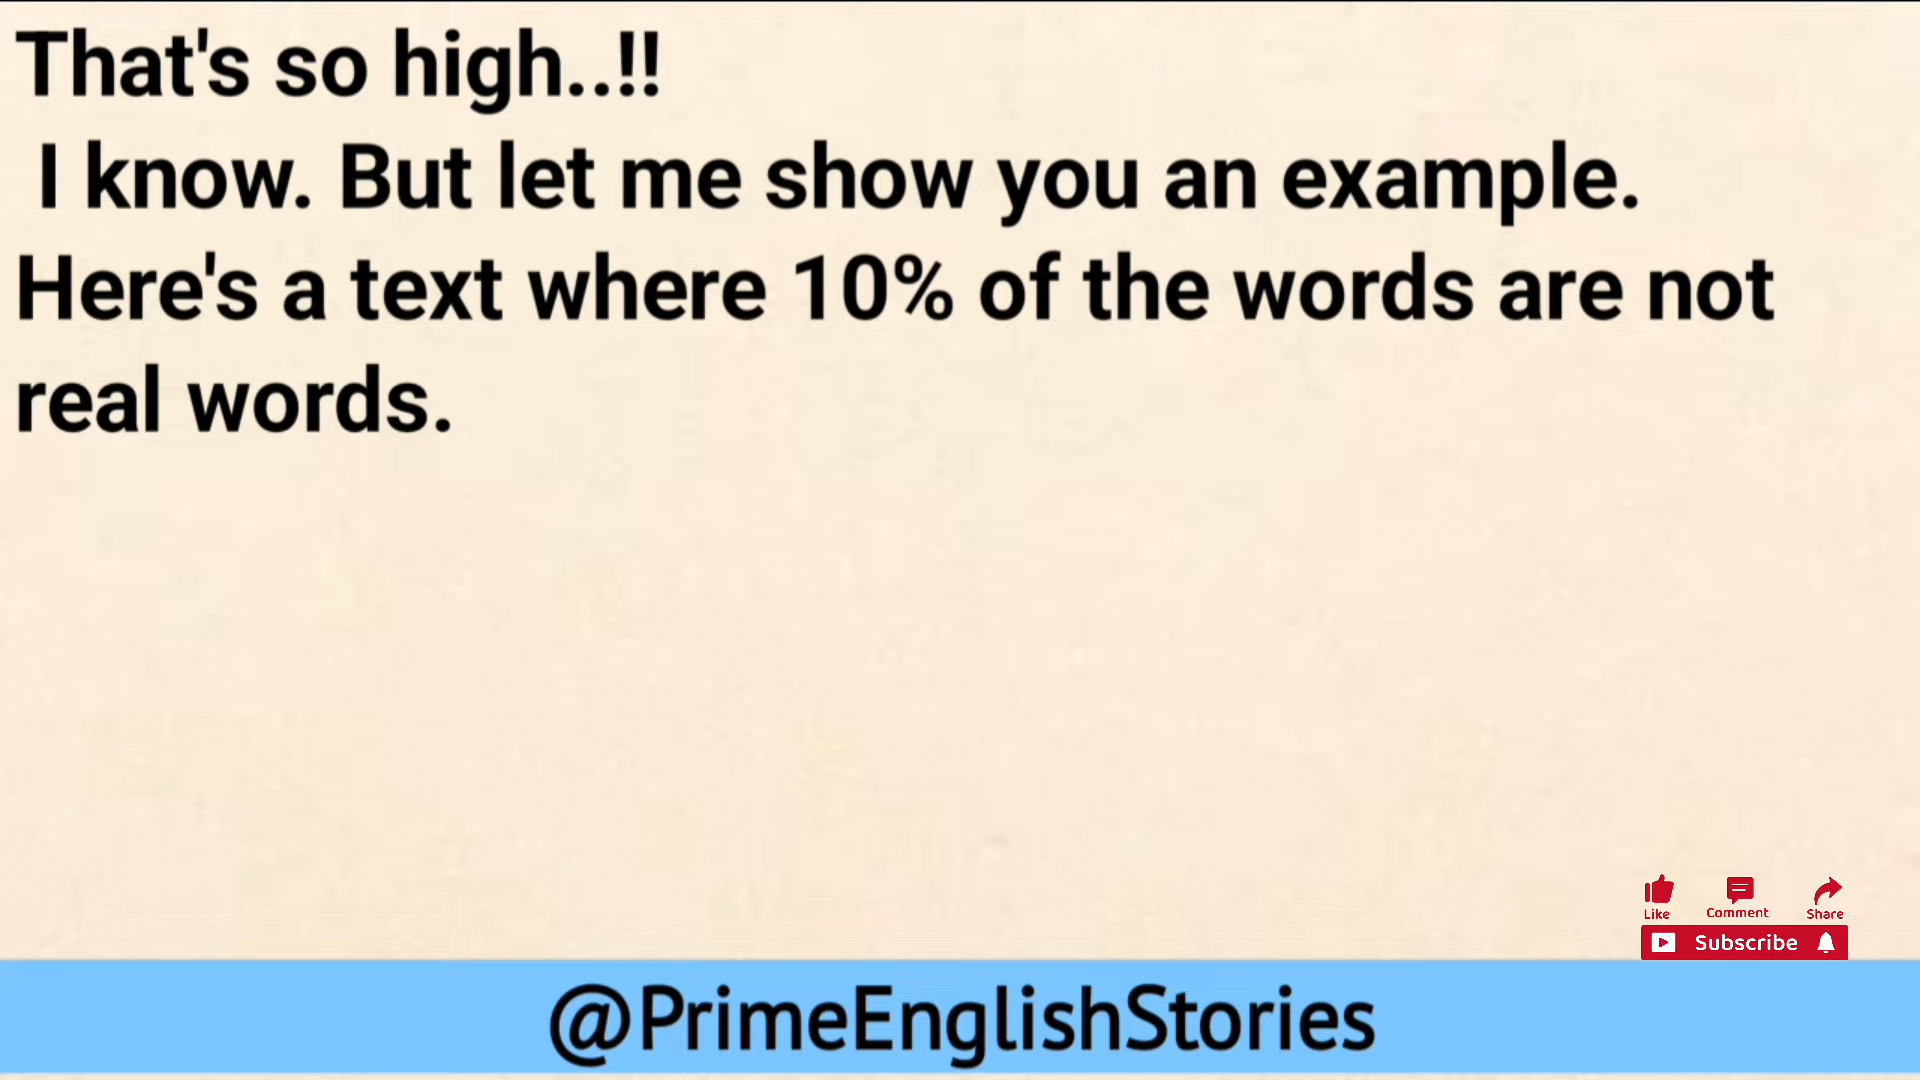 That's so high..!!
I know. But let me show you an example.
Here's a text where 10% of the words are not
real words.
Like Comment Share
Subscribe
@PrimeEnglishStories